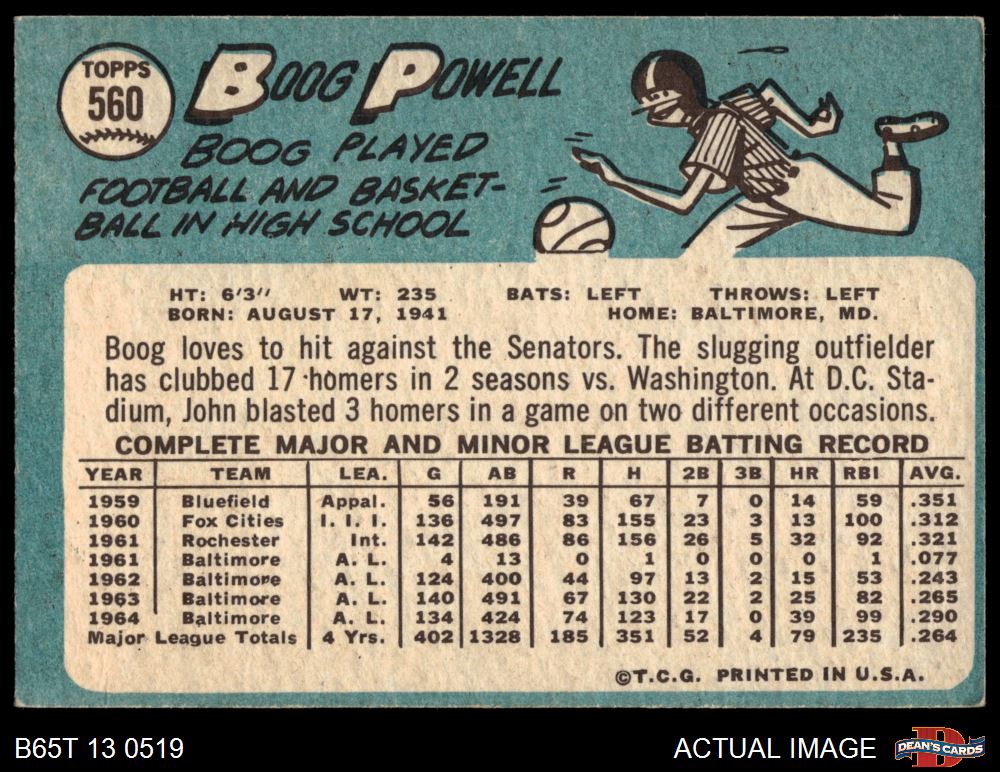 TOPPS
560
BOOG POWELL
BOOG PLAYED
FOOTBALL AND BASKET-
BALL IN HIGH SCHOOL
HT: 6'3" WT: 235 BATS: LEFT THROWS: LEFT
BORN: AUGUST 17, 1941 HOME: BALTIMORE, MD.
Boog loves to hit against the Senators. The slugging outfielder
has clubbed 17 homers in 2 seasons vs. Washington. At D.C. Sta-
dium, John blasted 3 homers in a game on two different occasions.
COMPLETE MAJOR AND MINOR LEAGUE BATTING RECORD
YEAR TEAM LEA. G AB R H 2B 3B HR RBI AVG.
1959 Bluefield Appal. 56 191 39 67 7 0 14 59 .351
1960 Fox Cities I. I. I. 136 497 83 155 23 3 13 100 .312
1961 Rochester Int. 142 486 86 156 26 5 32 92 .321
1961 Baltimore A. L. 4 13 0 1 0 0 0 1 .077
1962 Baltimore A. L. 124 400 44 97 13 2 15 53 .243
1963 Baltimore A. L. 140 491 67 130 22 2 25 82 .265
1964 Baltimore A. L. 134 424 74 123 17 0 39 99 .290
Major League Totals 4 Yrs. 402 1328 185 351 52 4 79 235 .264
©T.C.G. PRINTED IN U.S.A.
B65T 13 0519 ACTUAL IMAGE DEAN'S CARDS